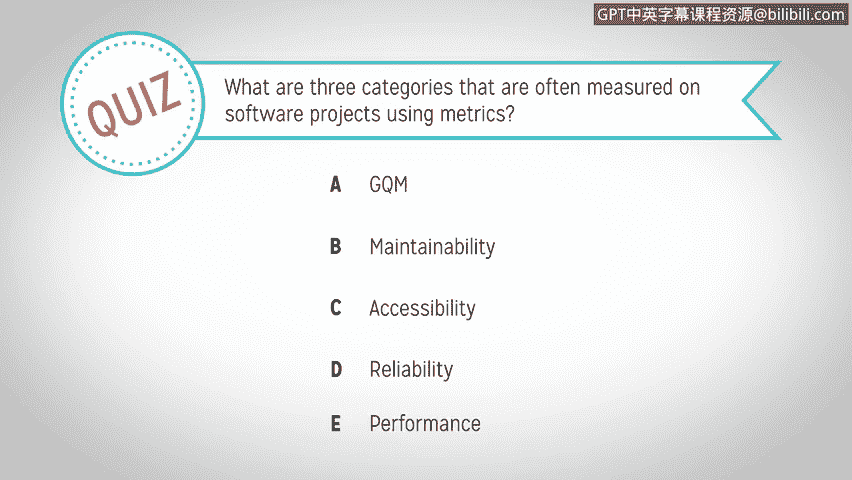 GPT中英字幕课程资源@bilibili.com
QUIZ
What are three categories that are often measured on
software projects using metrics?
A GQM
B Maintainability
C Accessibility
D Reliability
E Performance